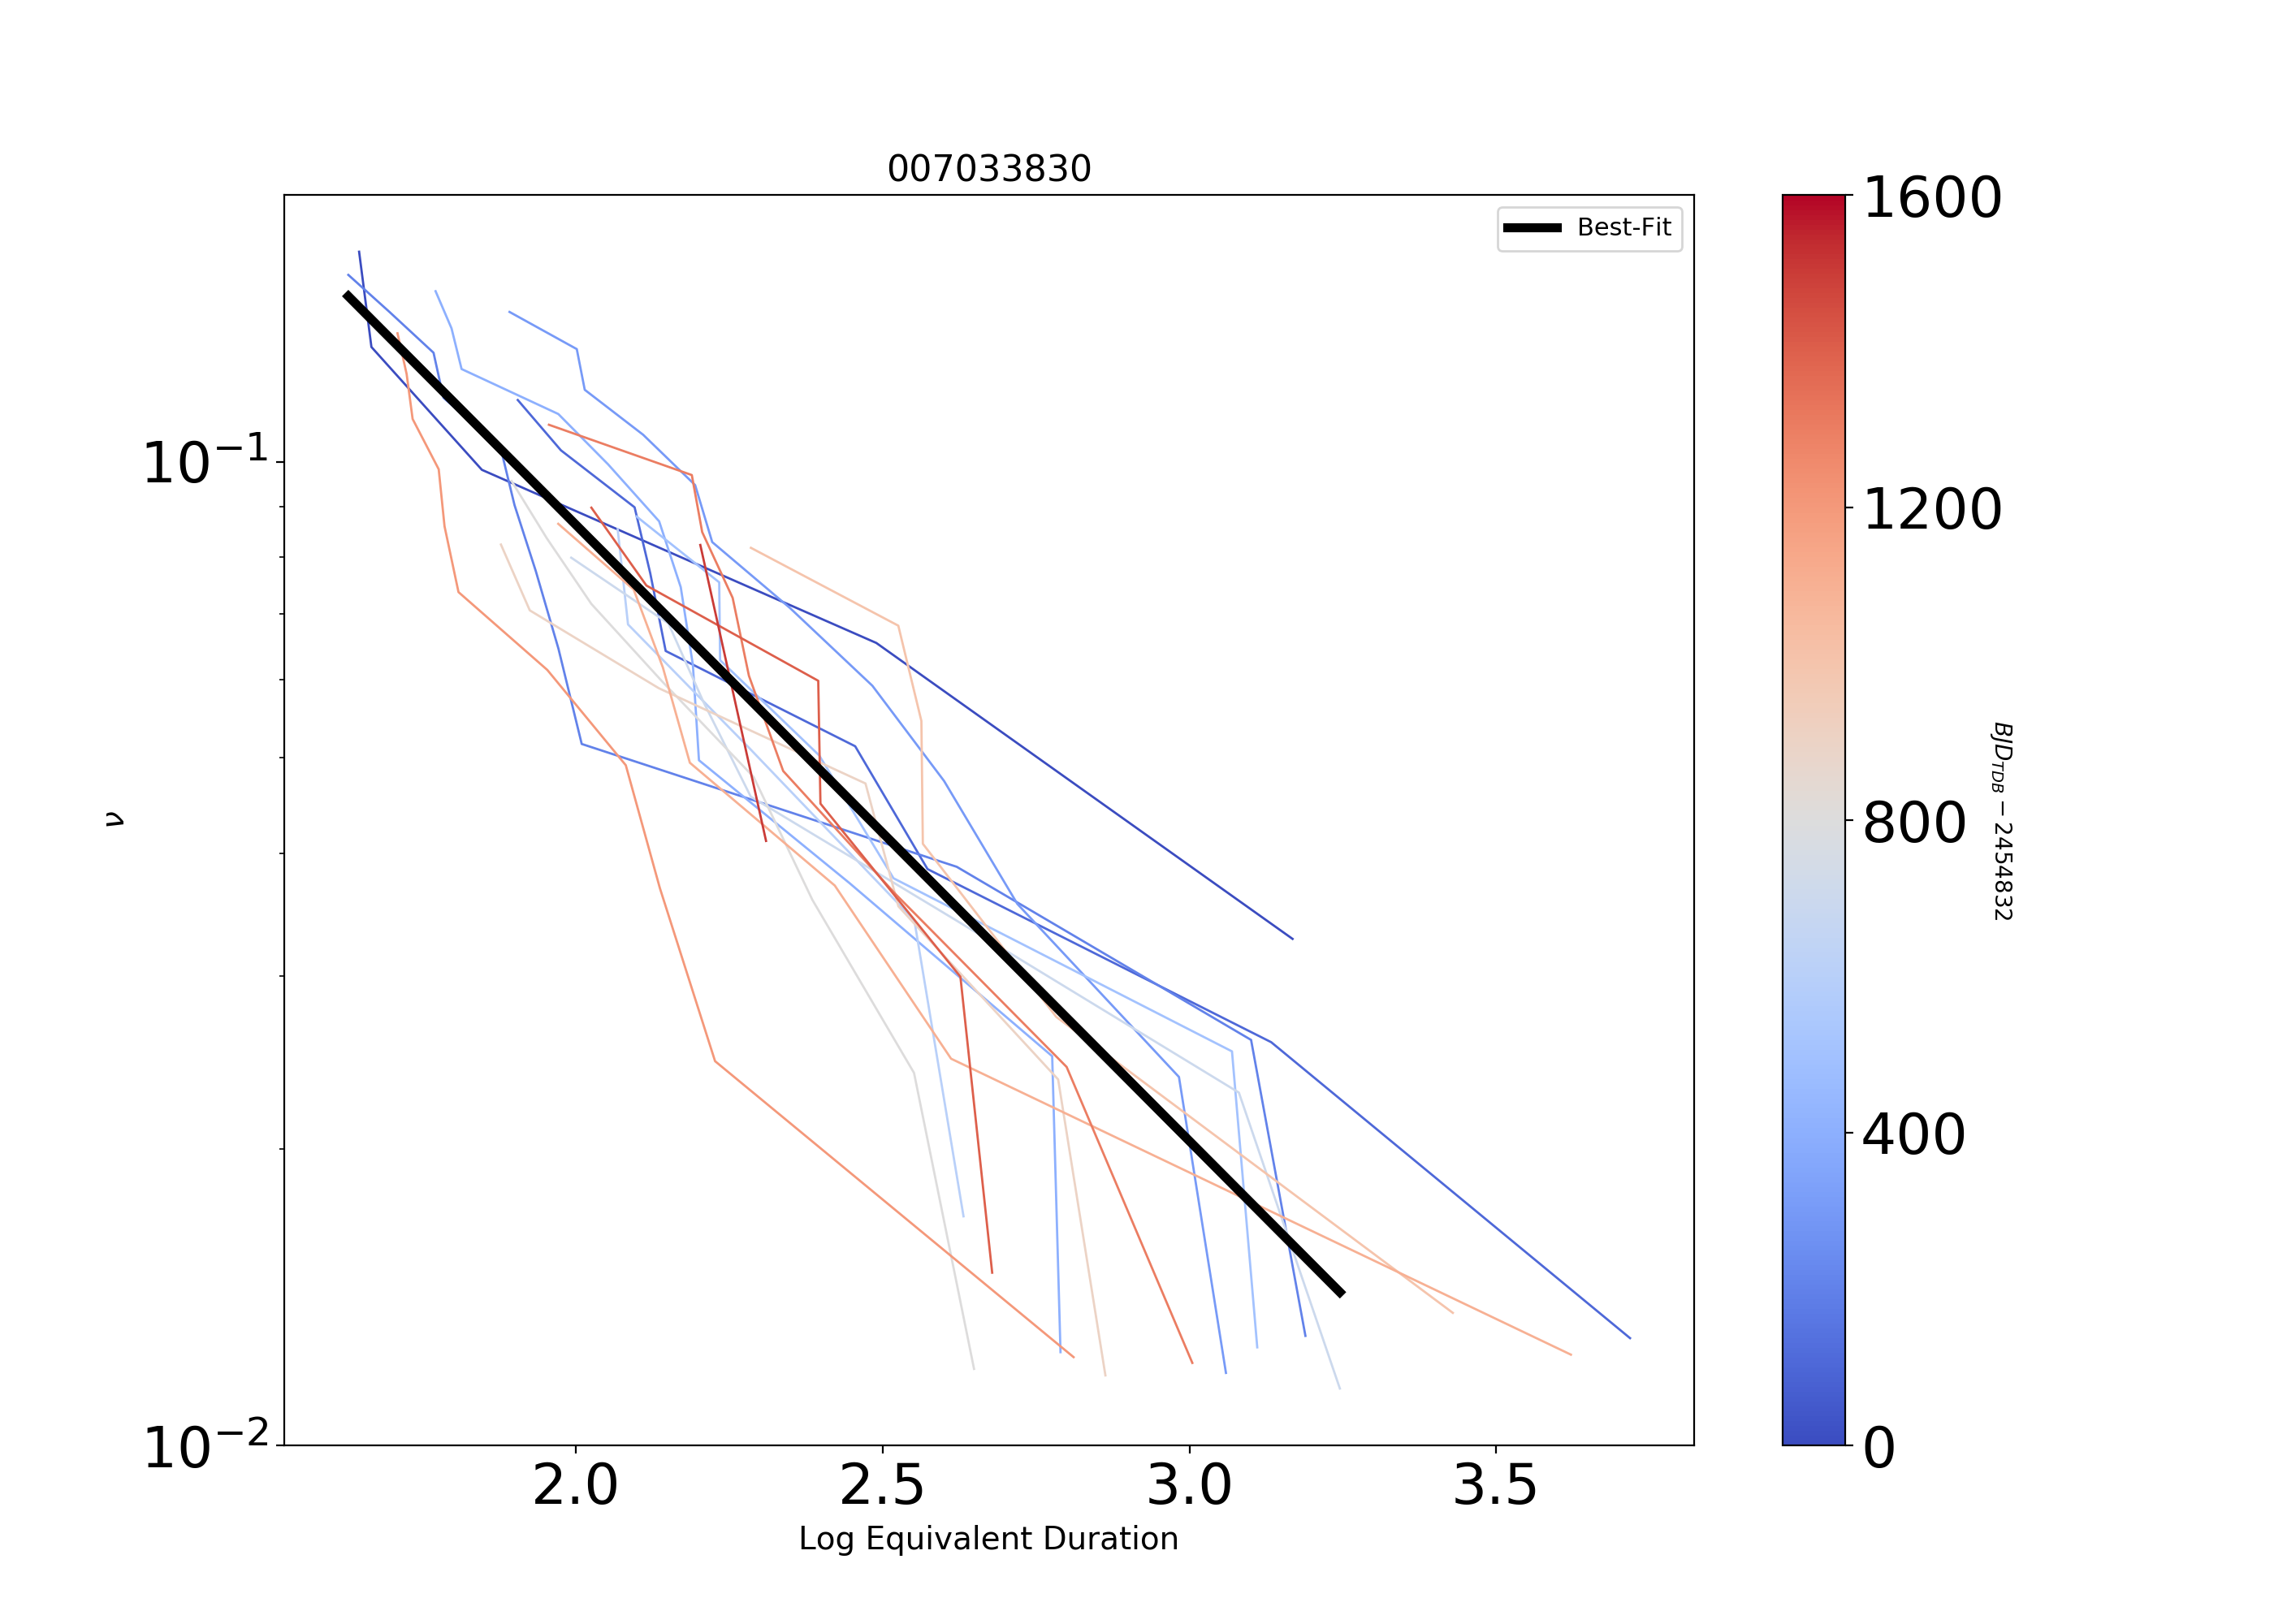 007033830
Best-Fit
10⁻¹
10⁻²
ν
2.0 2.5 3.0 3.5
Log Equivalent Duration
1600
1200
800
400
0
BJD_TDB − 2454832